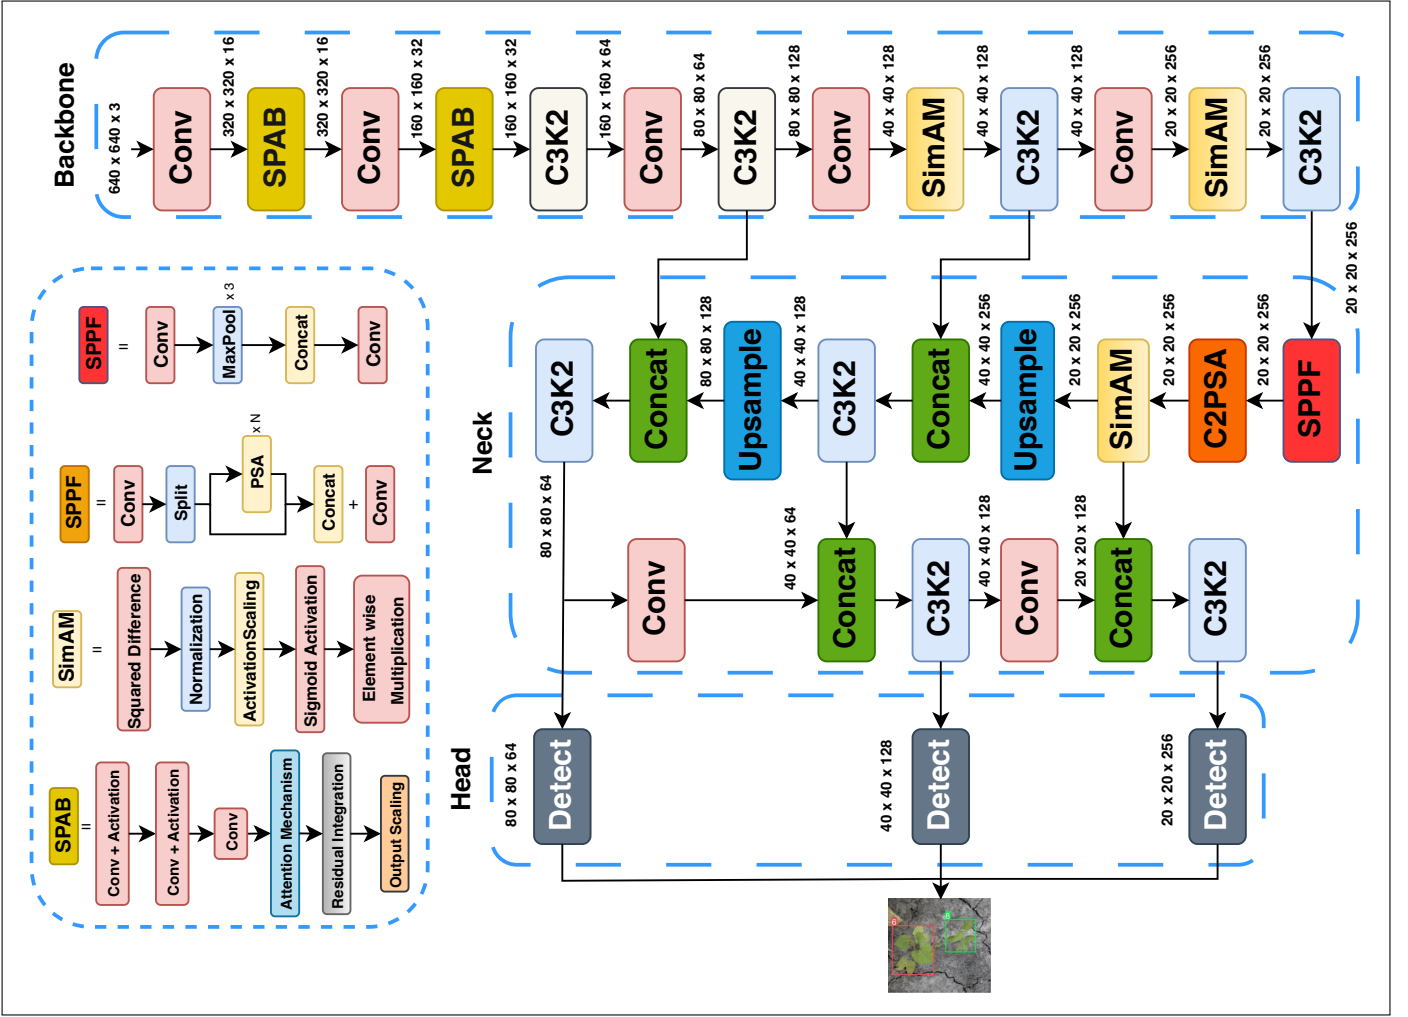 Backbone
640 x 640 x 3
Conv
320 x 320 x 16
SPAB
320 x 320 x 16
Conv
160 x 160 x 32
SPAB
160 x 160 x 32
C3K2
160 x 160 x 64
Conv
80 x 80 x 64
C3K2
80 x 80 x 128
Conv
40 x 40 x 128
SimAM
40 x 40 x 128
C3K2
40 x 40 x 128
Conv
20 x 20 x 256
SimAM
20 x 20 x 256
C3K2
20 x 20 x 256
Neck
C3K2
Concat
80 x 80 x 128
Upsample
40 x 40 x 128
C3K2
Concat
40 x 40 x 256
Upsample
20 x 20 x 256
SimAM
20 x 20 x 256
C2PSA
20 x 20 x 256
SPPF
80 x 80 x 64
Conv
40 x 40 x 64
Concat
C3K2
40 x 40 x 128
Conv
20 x 20 x 128
Concat
C3K2
Head
80 x 80 x 64
Detect
40 x 40 x 128
Detect
20 x 20 x 256
Detect
6
6
SPPF
=
Conv
MaxPool
x 3
Concat
Conv
SPPF
=
Conv
Split
PSA
x N
Concat
+
Conv
SimAM
=
Squared Difference
Normalization
ActivationScaling
Sigmoid Activation
Element wise
Multiplication
SPAB
=
Conv + Activation
Conv + Activation
Conv
Attention Mechanism
Residual Integration
Output Scaling